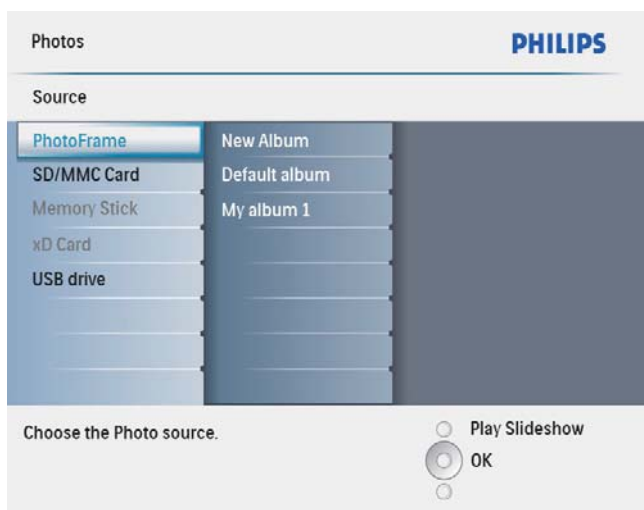 Photos
PHILIPS
Source
PhotoFrame
New Album
SD/MMC Card
Default album
Memory Stick
My album 1
xD Card
USB drive
Choose the Photo source.
Play Slideshow
OK